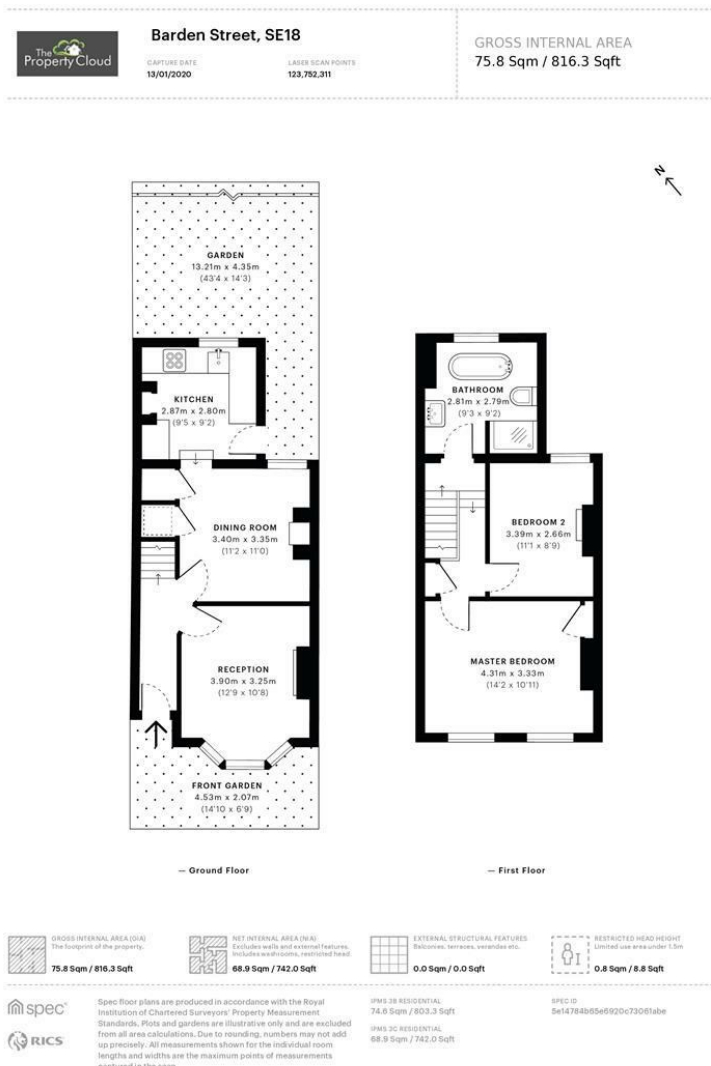 The
Property Cloud
Barden Street, SE18
CAPTURE DATE
13/01/2020
LASER SCAN POINTS
123,752,311
GROSS INTERNAL AREA
75.8 Sqm / 816.3 Sqft
N
GARDEN
13.21m x 4.35m
(43'4 x 14'3)
KITCHEN
2.87m x 2.80m
(9'5 x 9'2)
BATHROOM
2.81m x 2.79m
(9'3 x 9'2)
DINING ROOM
3.40m x 3.35m
(11'2 x 11'0)
BEDROOM 2
3.39m x 2.66m
(11'1 x 8'9)
RECEPTION
3.90m x 3.25m
(12'9 x 10'8)
MASTER BEDROOM
4.31m x 3.33m
(14'2 x 10'11)
FRONT GARDEN
4.53m x 2.07m
(14'10 x 6'9)
— Ground Floor
— First Floor
GROSS INTERNAL AREA (GIA)
The footprint of the property.
75.8 Sqm / 816.3 Sqft
NET INTERNAL AREA (NIA)
Excludes walls and external features.
Includes washrooms, restricted head
68.9 Sqm / 742.0 Sqft
EXTERNAL STRUCTURAL FEATURES
Balconies, terraces, verandas etc.
0.0 Sqm / 0.0 Sqft
RESTRICTED HEAD HEIGHT
Limited use area under 1.5m
0.8 Sqm / 8.8 Sqft
spec
RICS
Spec floor plans are produced in accordance with the Royal
Institution of Chartered Surveyors' Property Measurement
Standards. Plots and gardens are illustrative only and are excluded
from all area calculations. Due to rounding, numbers may not add
up precisely. All measurements shown for the individual room
lengths and widths are the maximum points of measurements
IPMS 3B RESIDENTIAL
74.6 Sqm / 803.3 Sqft
IPMS 3C RESIDENTIAL
68.9 Sqm / 742.0 Sqft
SPEC ID
5e14784b65e6920c73061abe